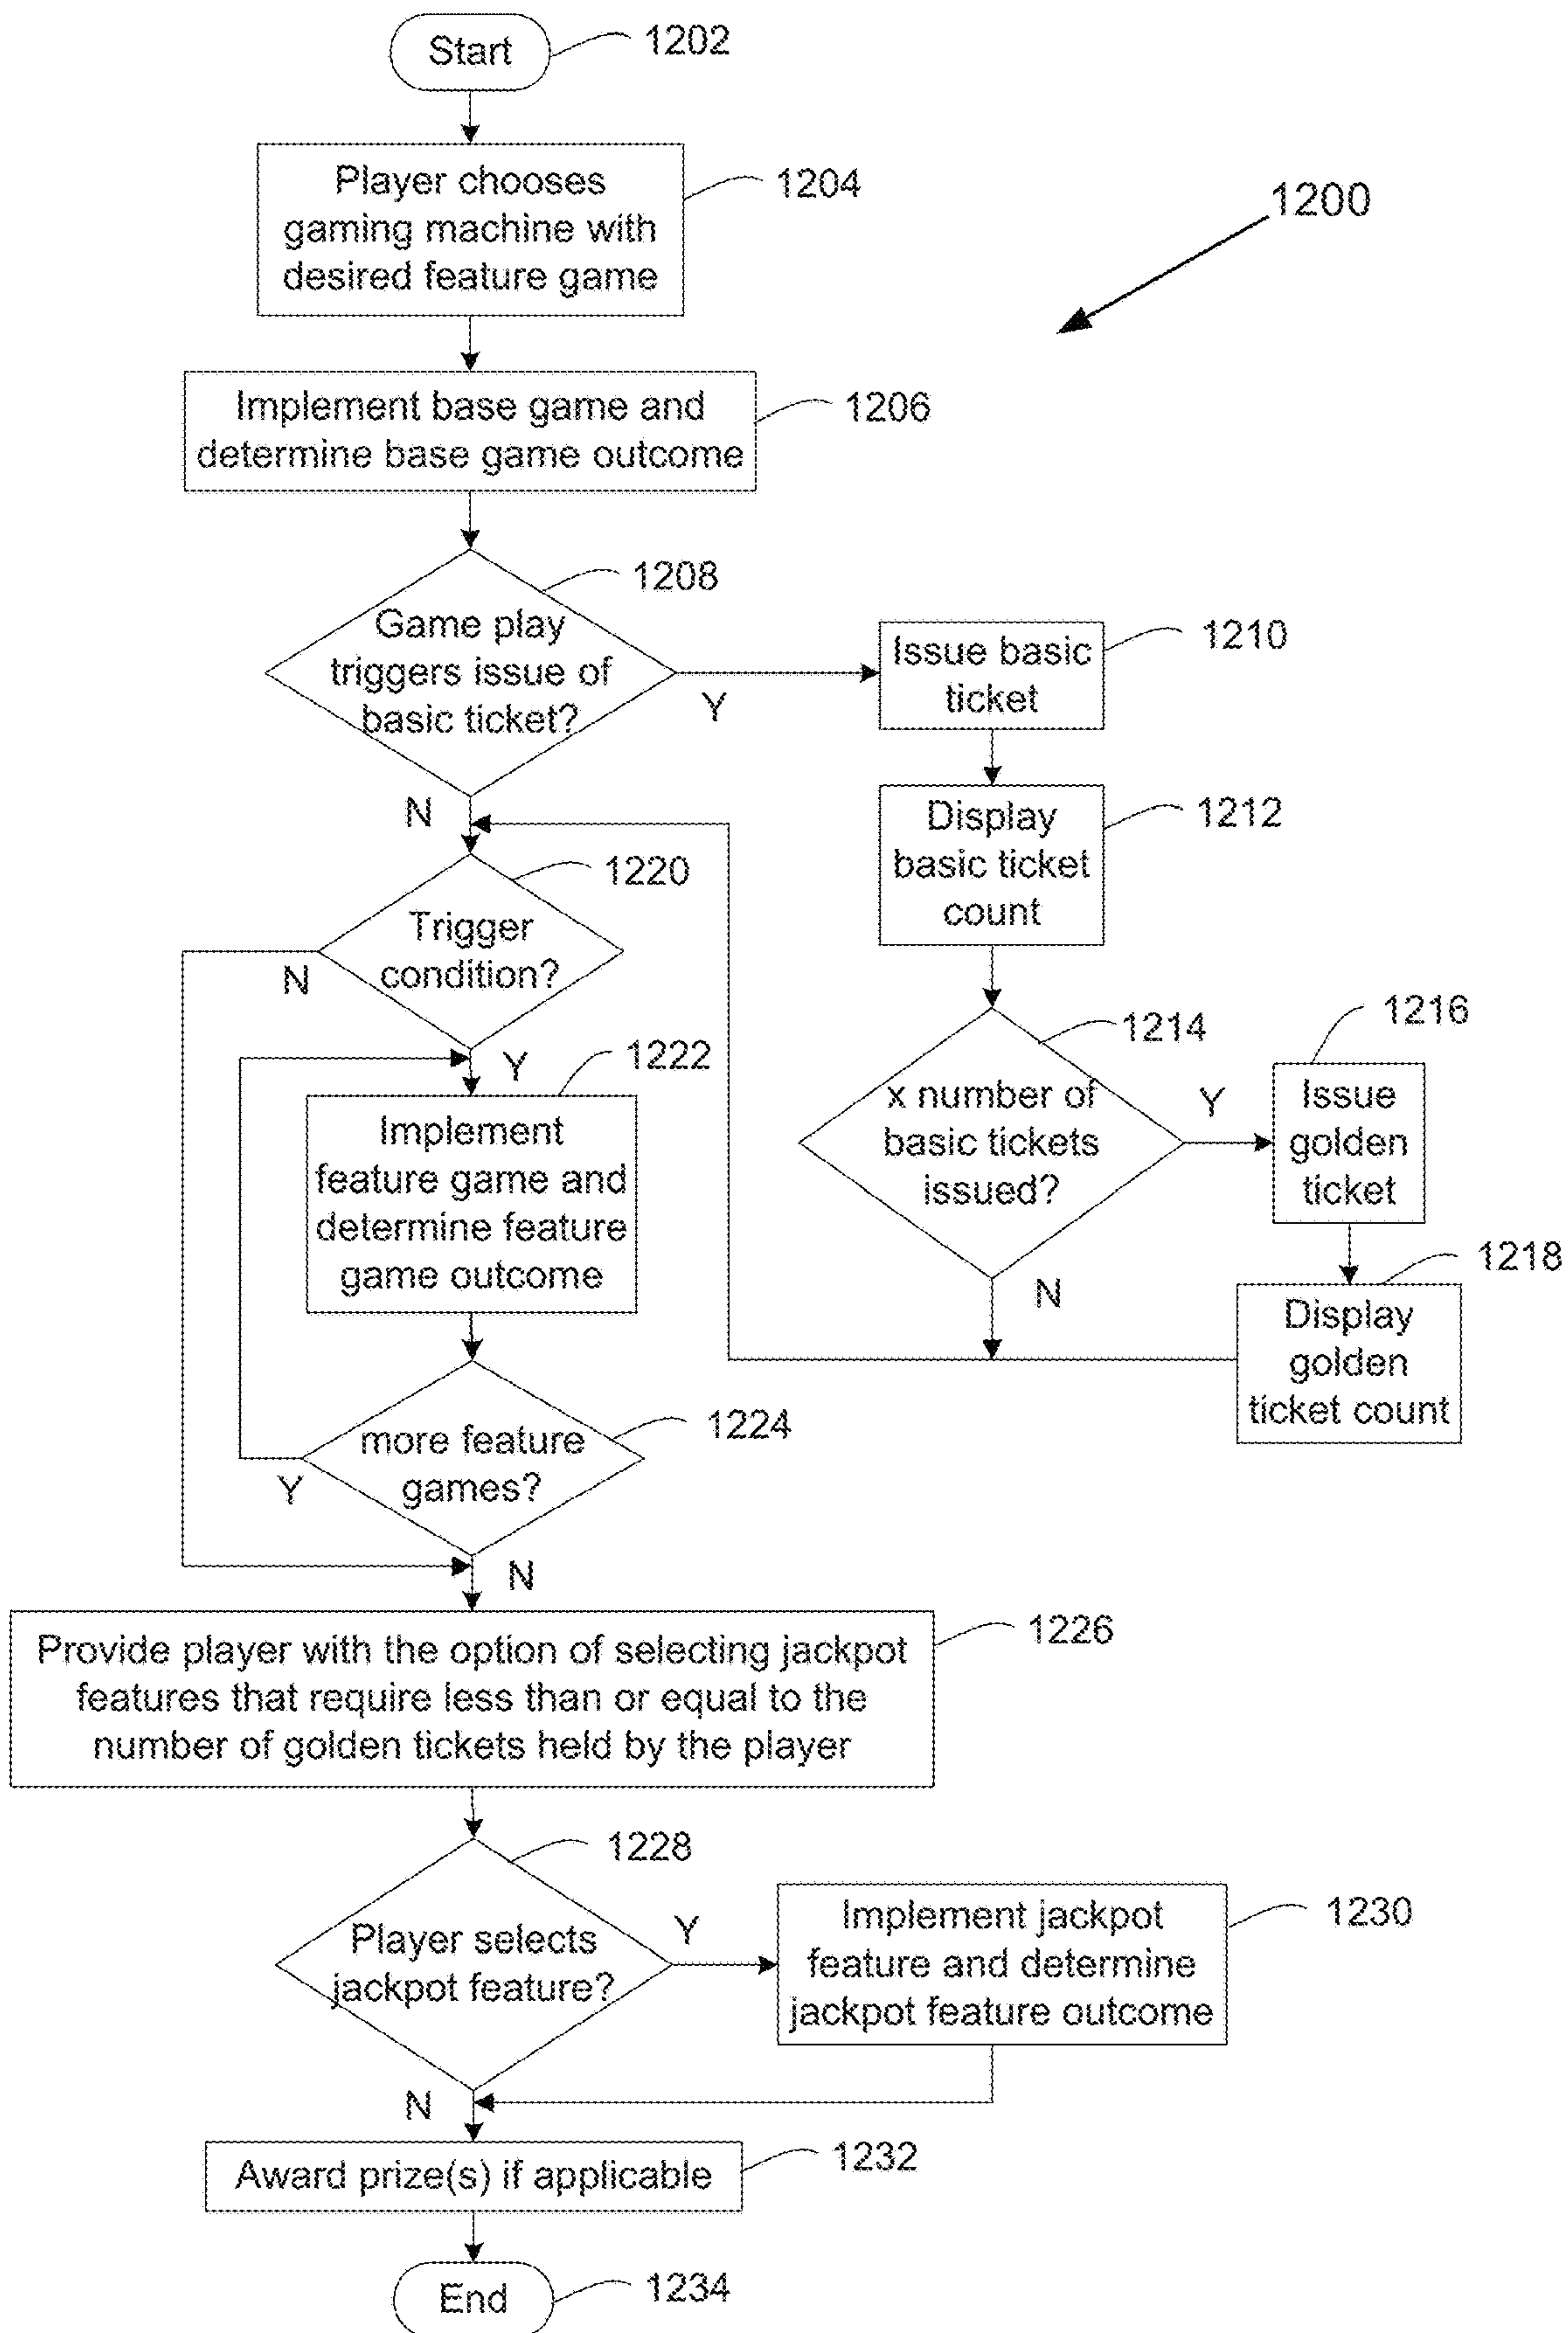 Start
1202
Player chooses
gaming machine with
desired feature game
1204
1200
Implement base game and
determine base game outcome
1206
Game play
triggers issue of
basic ticket?
1208
Y
N
Issue basic
ticket
1210
Display
basic ticket
count
1212
x number of
basic tickets
issued?
1214
Y
N
Issue
golden
ticket
1216
Display
golden
ticket count
1218
Trigger
condition?
1220
N
Y
Implement
feature game and
determine feature
game outcome
1222
more feature
games?
1224
Y
N
Provide player with the option of selecting jackpot
features that require less than or equal to the
number of golden tickets held by the player
1226
Player selects
jackpot feature?
1228
Y
N
Implement jackpot
feature and determine
jackpot feature outcome
1230
Award prize(s) if applicable
1232
End
1234